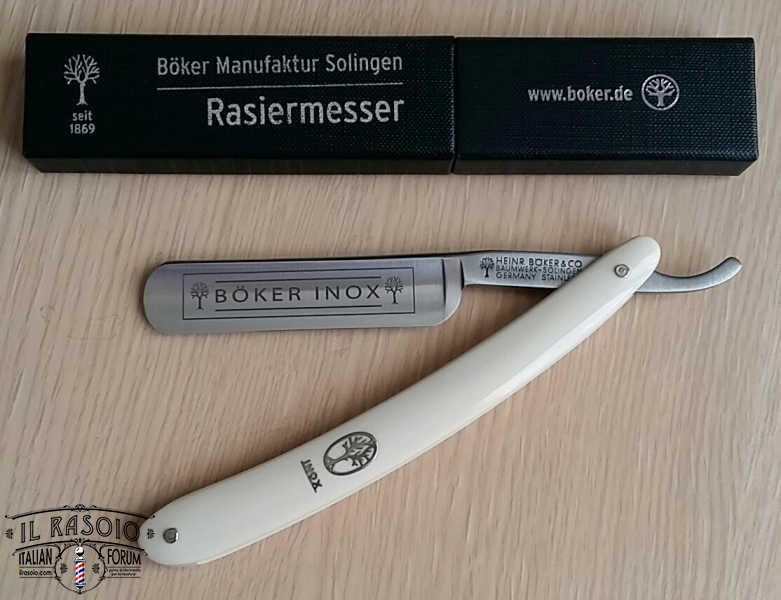 seit
1869
Böker Manufaktur Solingen
Rasiermesser
www.boker.de
BÖKER INOX
HEINR. BÖKER & CO.
BAUMWERK-SOLINGEN
GERMANY STAINLESS
INOX
IL RASOIO
ITALIAN FORUM
ilrasoio.com